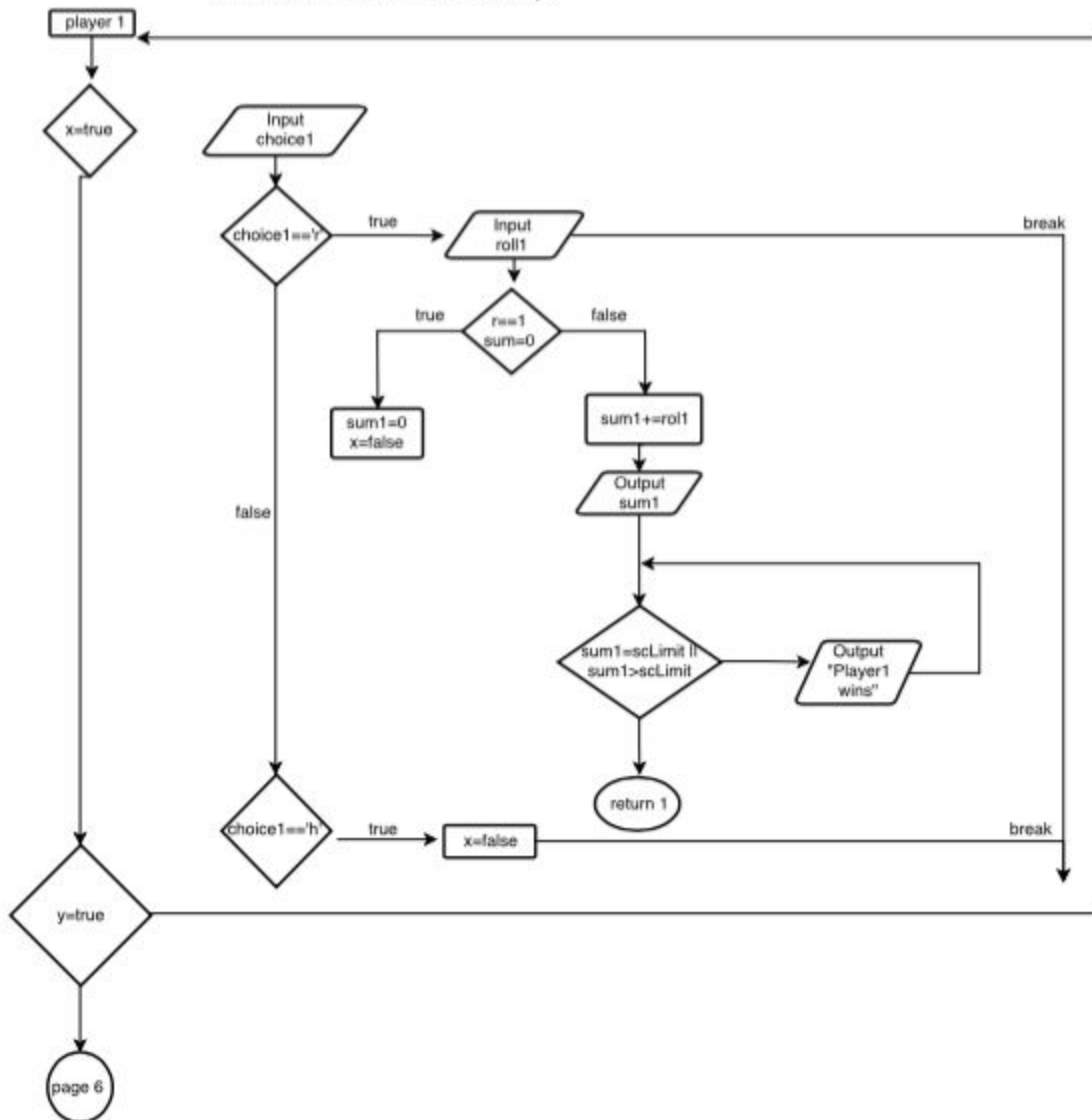 player 1
x=true
Input
choice1
choice1=='r'
true
Input
roll1
break
true
r==1
sum=0
false
sum1=0
x=false
sum1+=rol1
Output
sum1
false
sum1=scLimit ||
sum1>scLimit
Output
"Player1
wins"
return 1
choice1=='h'
true
x=false
break
y=true
page 6